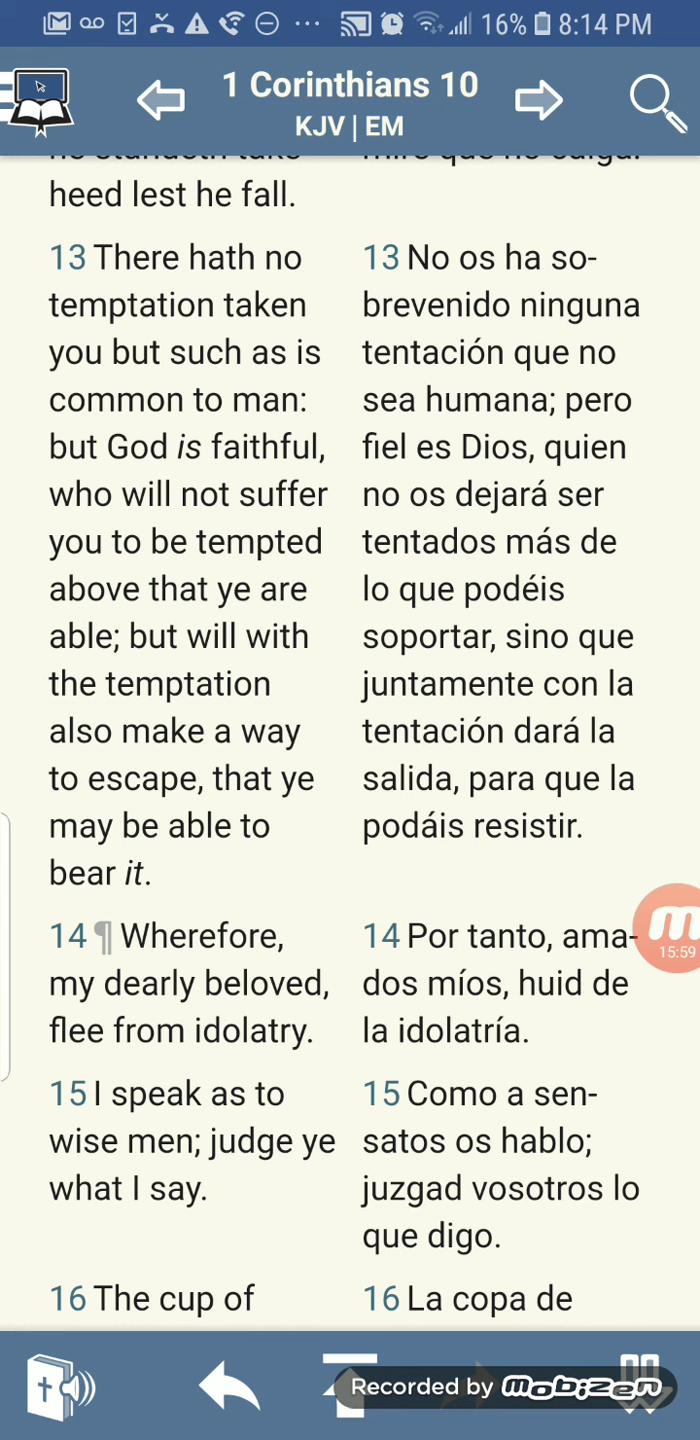 16% 8:14 PM
1 Corinthians 10
KJV | EM
heed lest he fall.
13 There hath no
temptation taken
you but such as is
common to man:
but God is faithful,
who will not suffer
you to be tempted
above that ye are
able; but will with
the temptation
also make a way
to escape, that ye
may be able to
bear it.
14 ¶ Wherefore,
my dearly beloved,
flee from idolatry.
15 I speak as to
wise men; judge ye
what I say.
16 The cup of
13 No os ha so-
brevenido ninguna
tentación que no
sea humana; pero
fiel es Dios, quien
no os dejará ser
tentados más de
lo que podéis
soportar, sino que
juntamente con la
tentación dará la
salida, para que la
podáis resistir.
14 Por tanto, ama-
dos míos, huid de
la idolatría.
15 Como a sen-
satos os hablo;
juzgad vosotros lo
que digo.
16 La copa de
15:59
Recorded by mobizen